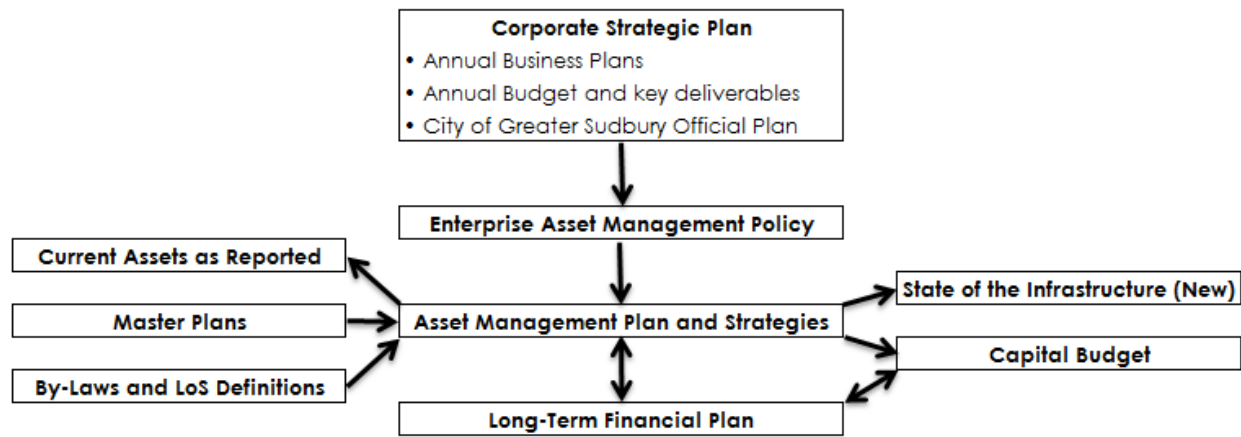 Corporate Strategic Plan
• Annual Business Plans
• Annual Budget and key deliverables
• City of Greater Sudbury Official Plan
Enterprise Asset Management Policy
Current Assets as Reported
State of the Infrastructure (New)
Master Plans
Asset Management Plan and Strategies
Capital Budget
By-Laws and LoS Definitions
Long-Term Financial Plan